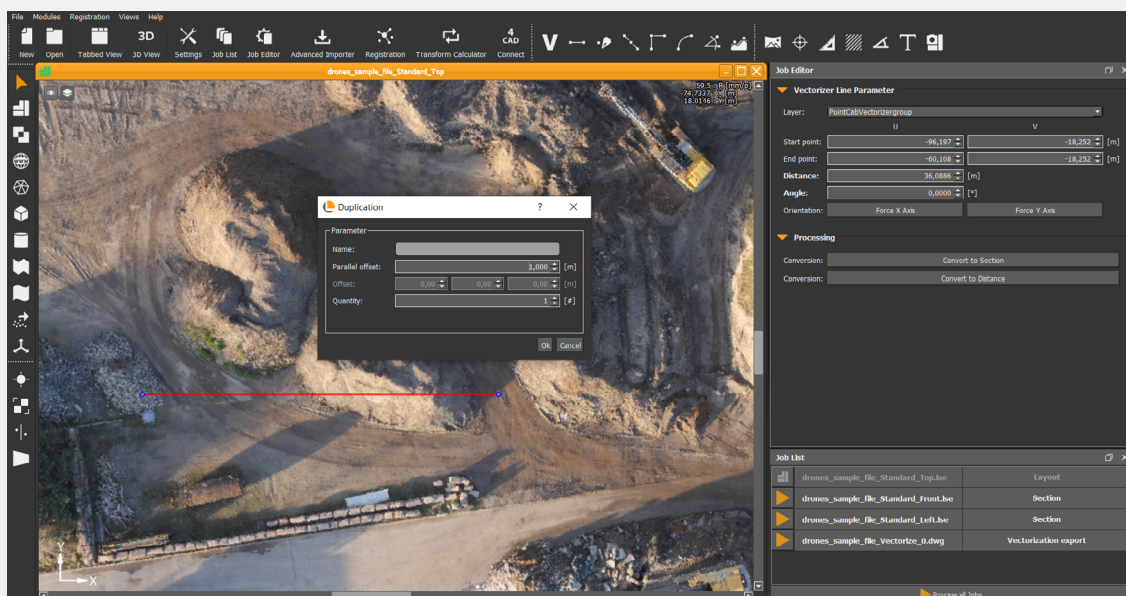 File Modules Registration Views Help
New Open Tabbed View 3D 3D View Settings Job List Job Editor Advanced Importer Registration Transform Calculator 4 CAD Connect
drones_sample_file_Standard_Top
59.5 : R [mm/p]
-74.7337 : X [m]
18.0146 : Y [m]
Duplication ? X
Parameter
Name:
Parallel offset: 1,000 [m]
Offset: 0,00 0,00 0,00 [m]
Quantity: 1 [#]
Ok Cancel
Y
X
Job Editor
Vectorizer Line Parameter
Layer: PointCabVectorizergroup
U V
Start point: -96,197 -18,252 [m]
End point: -60,108 -18,252 [m]
Distance: 36,0886 [m]
Angle: 0,0000 [°]
Orientation: Force X Axis Force Y Axis
Processing
Conversion: Convert to Section
Conversion: Convert to Distance
Job List
drones_sample_file_Standard_Top.lse Layout
drones_sample_file_Standard_Front.lse Section
drones_sample_file_Standard_Left.lse Section
drones_sample_file_Vectorize_0.dwg Vectorization export
Process all Jobs